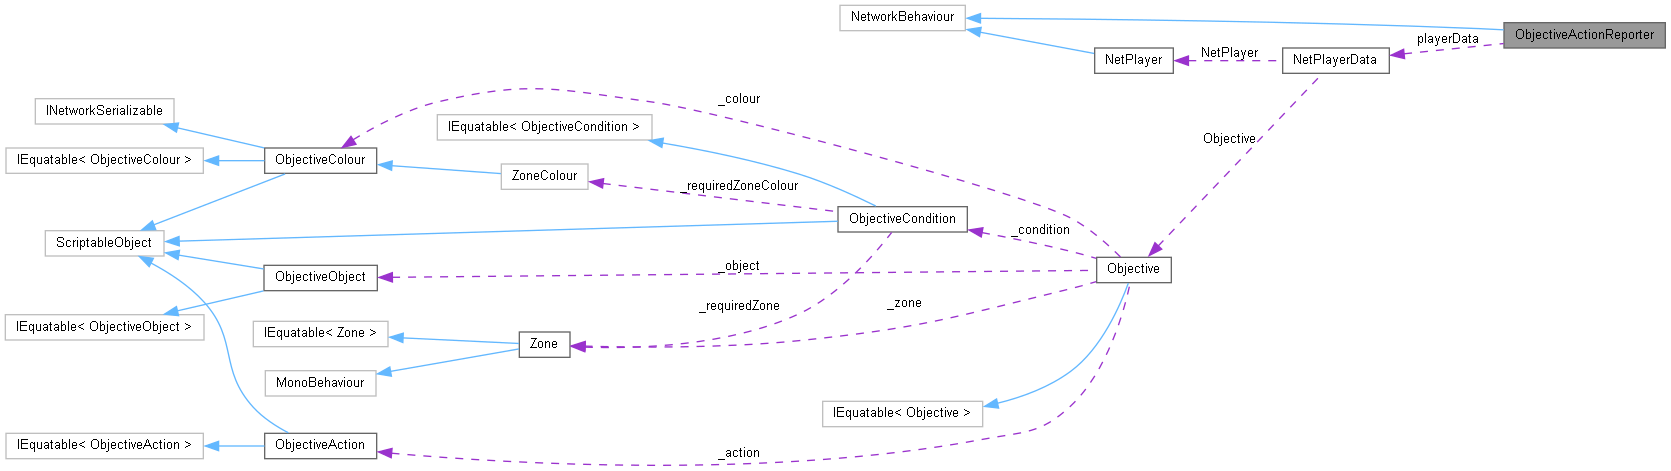 NetworkBehaviour
ObjectiveActionReporter
playerData
NetPlayer
NetPlayer
NetPlayerData
_colour
INetworkSerializable
IEquatable< ObjectiveCondition >
Objective
IEquatable< ObjectiveColour >
ObjectiveColour
ZoneColour
_requiredZoneColour
ObjectiveCondition
_condition
ScriptableObject
_object
Objective
ObjectiveObject
_requiredZone
_zone
IEquatable< ObjectiveObject >
IEquatable< Zone >
Zone
MonoBehaviour
IEquatable< Objective >
IEquatable< ObjectiveAction >
ObjectiveAction
_action